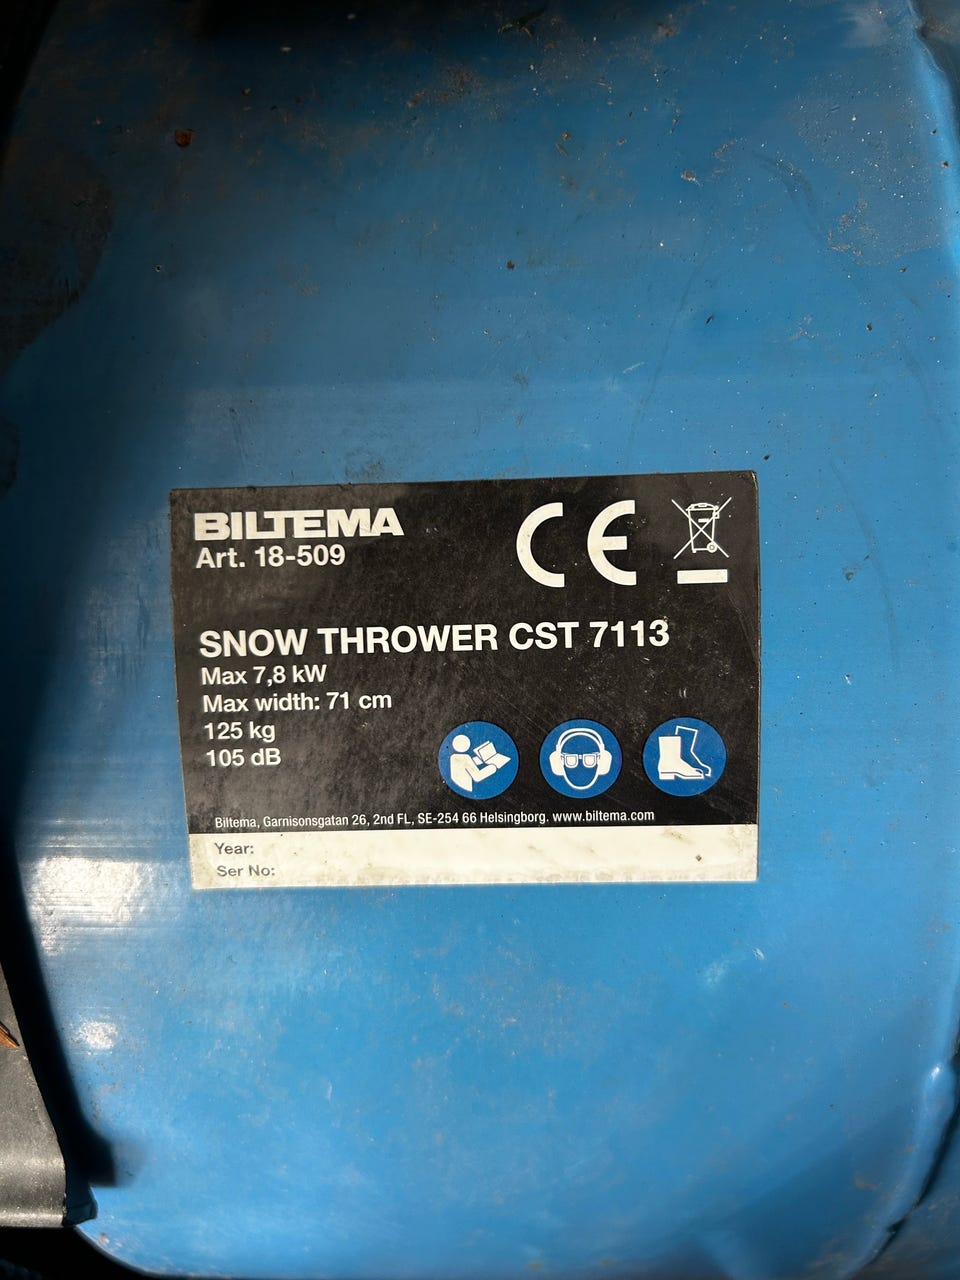 BILTEMA
Art. 18-509
CE
SNOW THROWER CST 7113
Max 7,8 kW
Max width: 71 cm
125 kg
105 dB
Biltema, Garnisonsgatan 26, 2nd FL, SE-254 66 Helsingborg. www.biltema.com
Year:
Ser No: